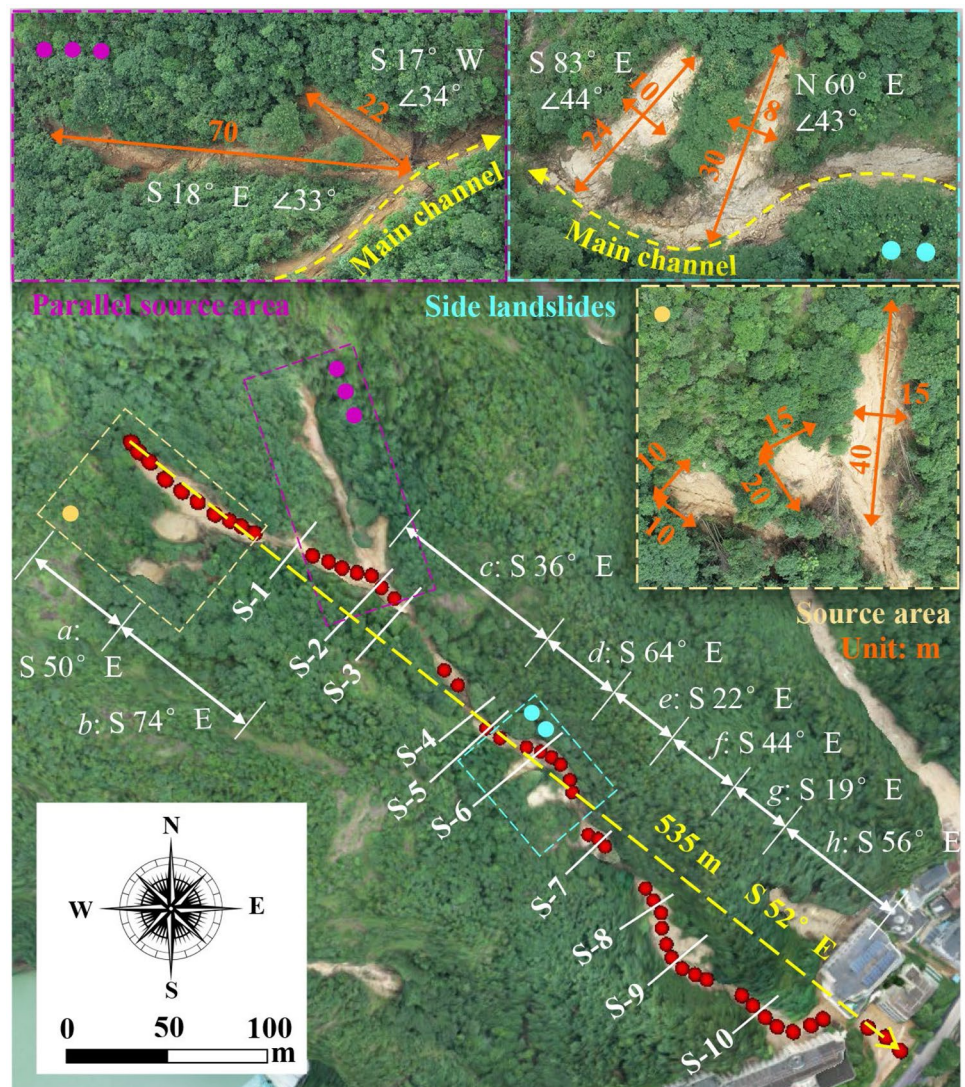 S 17° W
∠34°
22
70
S 18° E ∠33°
Main channel
S 83° E
∠44°
10
24
N 60° E
∠43°
8
30
Main channel
Parallel source area
Side landslides
15
40
15
20
10
10
Source area
Unit: m
S-1
S-2
S-3
S-4
S-5
S-6
S-7
S-8
S-9
S-10
a:
S 50° E
b: S 74° E
c: S 36° E
d: S 64° E
e: S 22° E
f: S 44° E
g: S 19° E
h: S 56° E
535 m
S 52° E
N
W
E
S
0
50
100
m